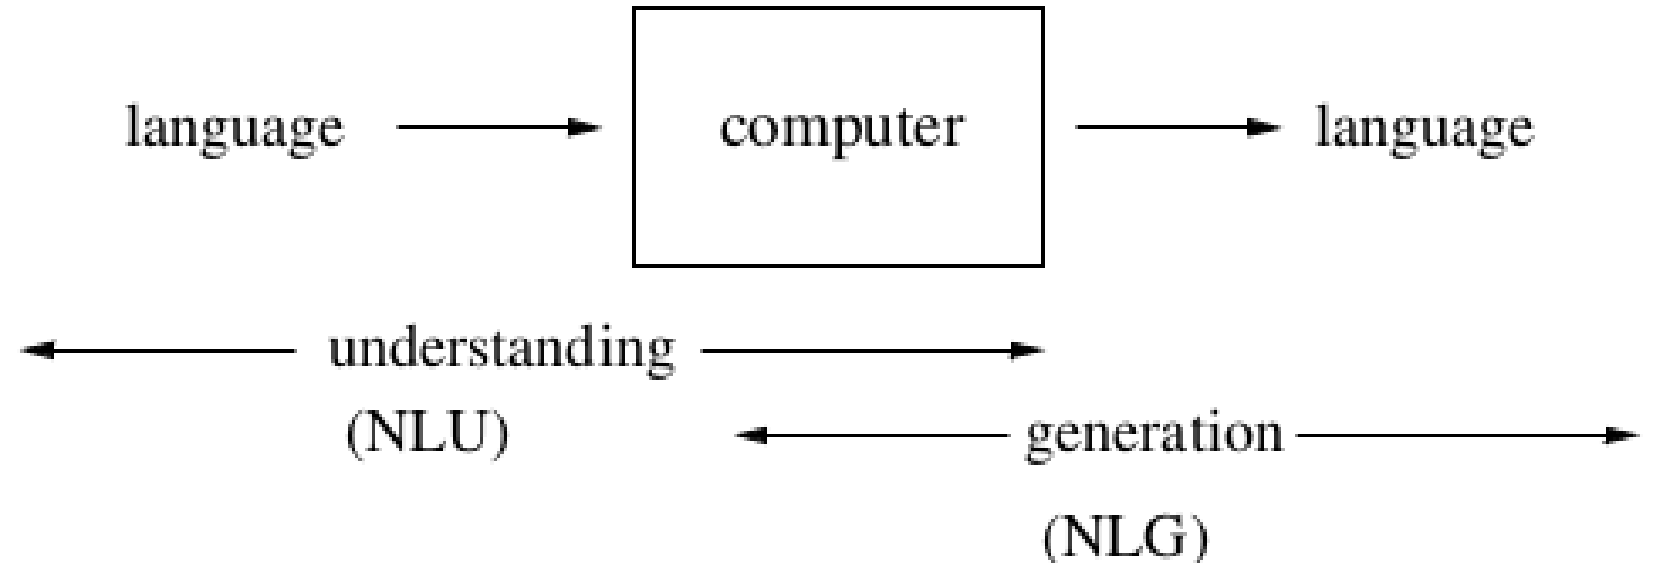 language computer language
understanding
(NLU)
generation
(NLG)